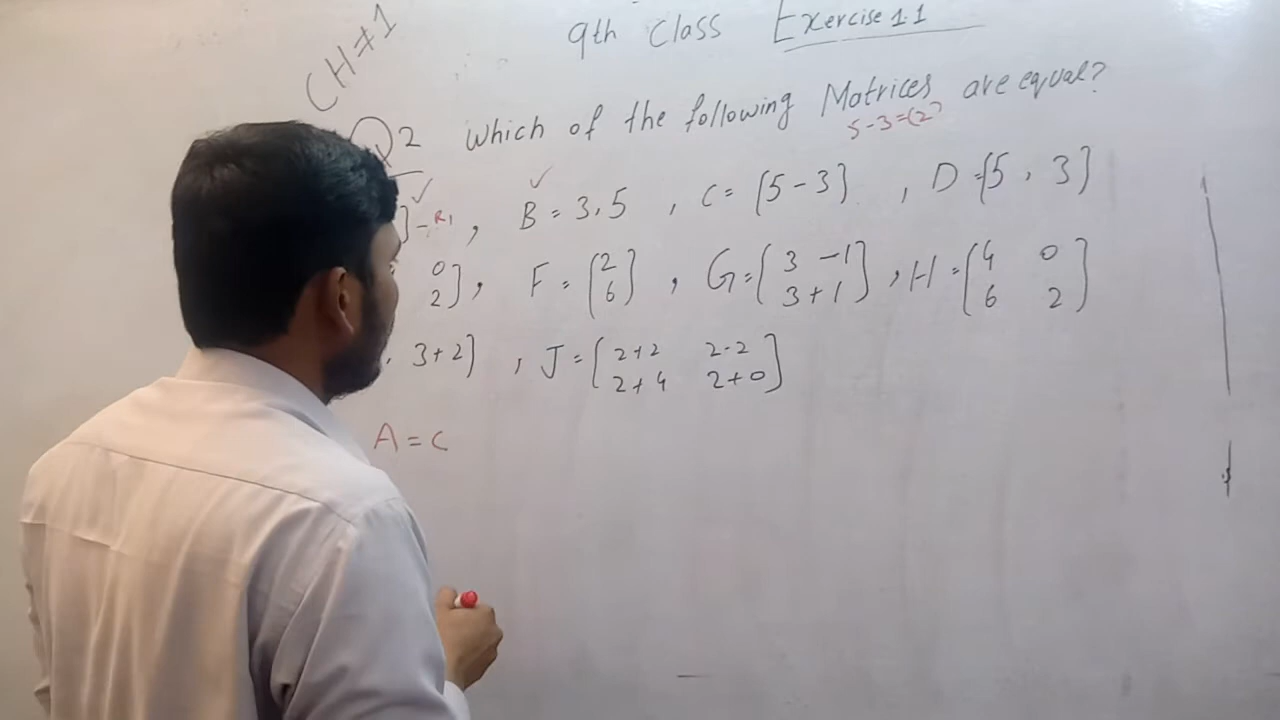 CH#1
9th Class Exercise 1.1
Q2 Which of the following Matrices are equal?
5-3=(2)
]-R1 , B = 3,5 , C = [5-3] , D = [5 , 3]
0
2], F = [2
6] , G = [3 -1
3+1] , H = [4 0
6 2]
, 3+2] , J = [2+2 2-2
2+4 2+0]
A = C